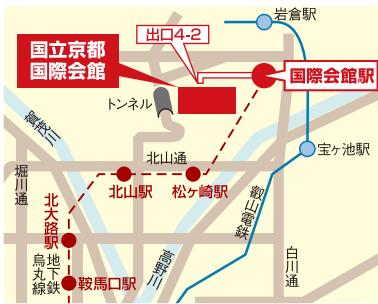 岩倉駅
出口4-2
国立京都
国際会館
国際会館駅
トンネル
賀茂川
宝ヶ池駅
北山通
堀川通
北山駅
松ヶ崎駅
叡山電鉄
北大路駅
高野川
白川通
地下鉄
烏丸線
鞍馬口駅